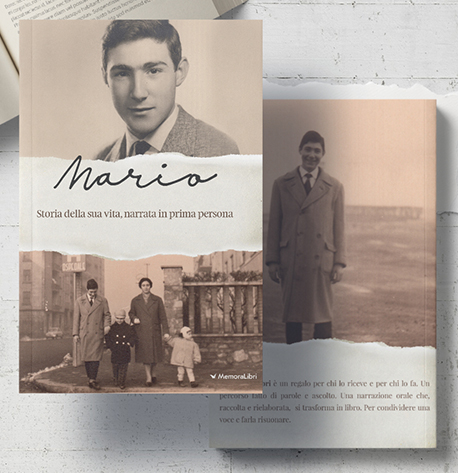 Mario
Storia della sua vita, narrata in prima persona
MemoraLibri
ri è un regalo per chi lo riceve e per chi lo fa. Un
percorso fatto di parole e ascolto. Una narrazione orale che,
raccolta e rielaborata, si trasforma in libro. Per condividere una
voce e farla risuonare.